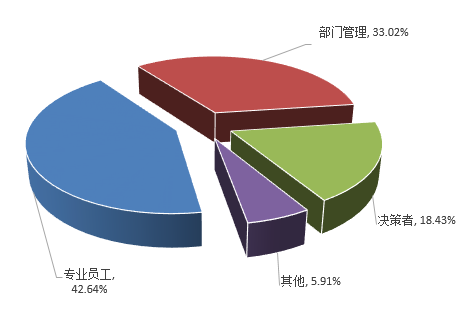 部门管理, 33.02%
决策者, 18.43%
其他, 5.91%
专业员工,
42.64%